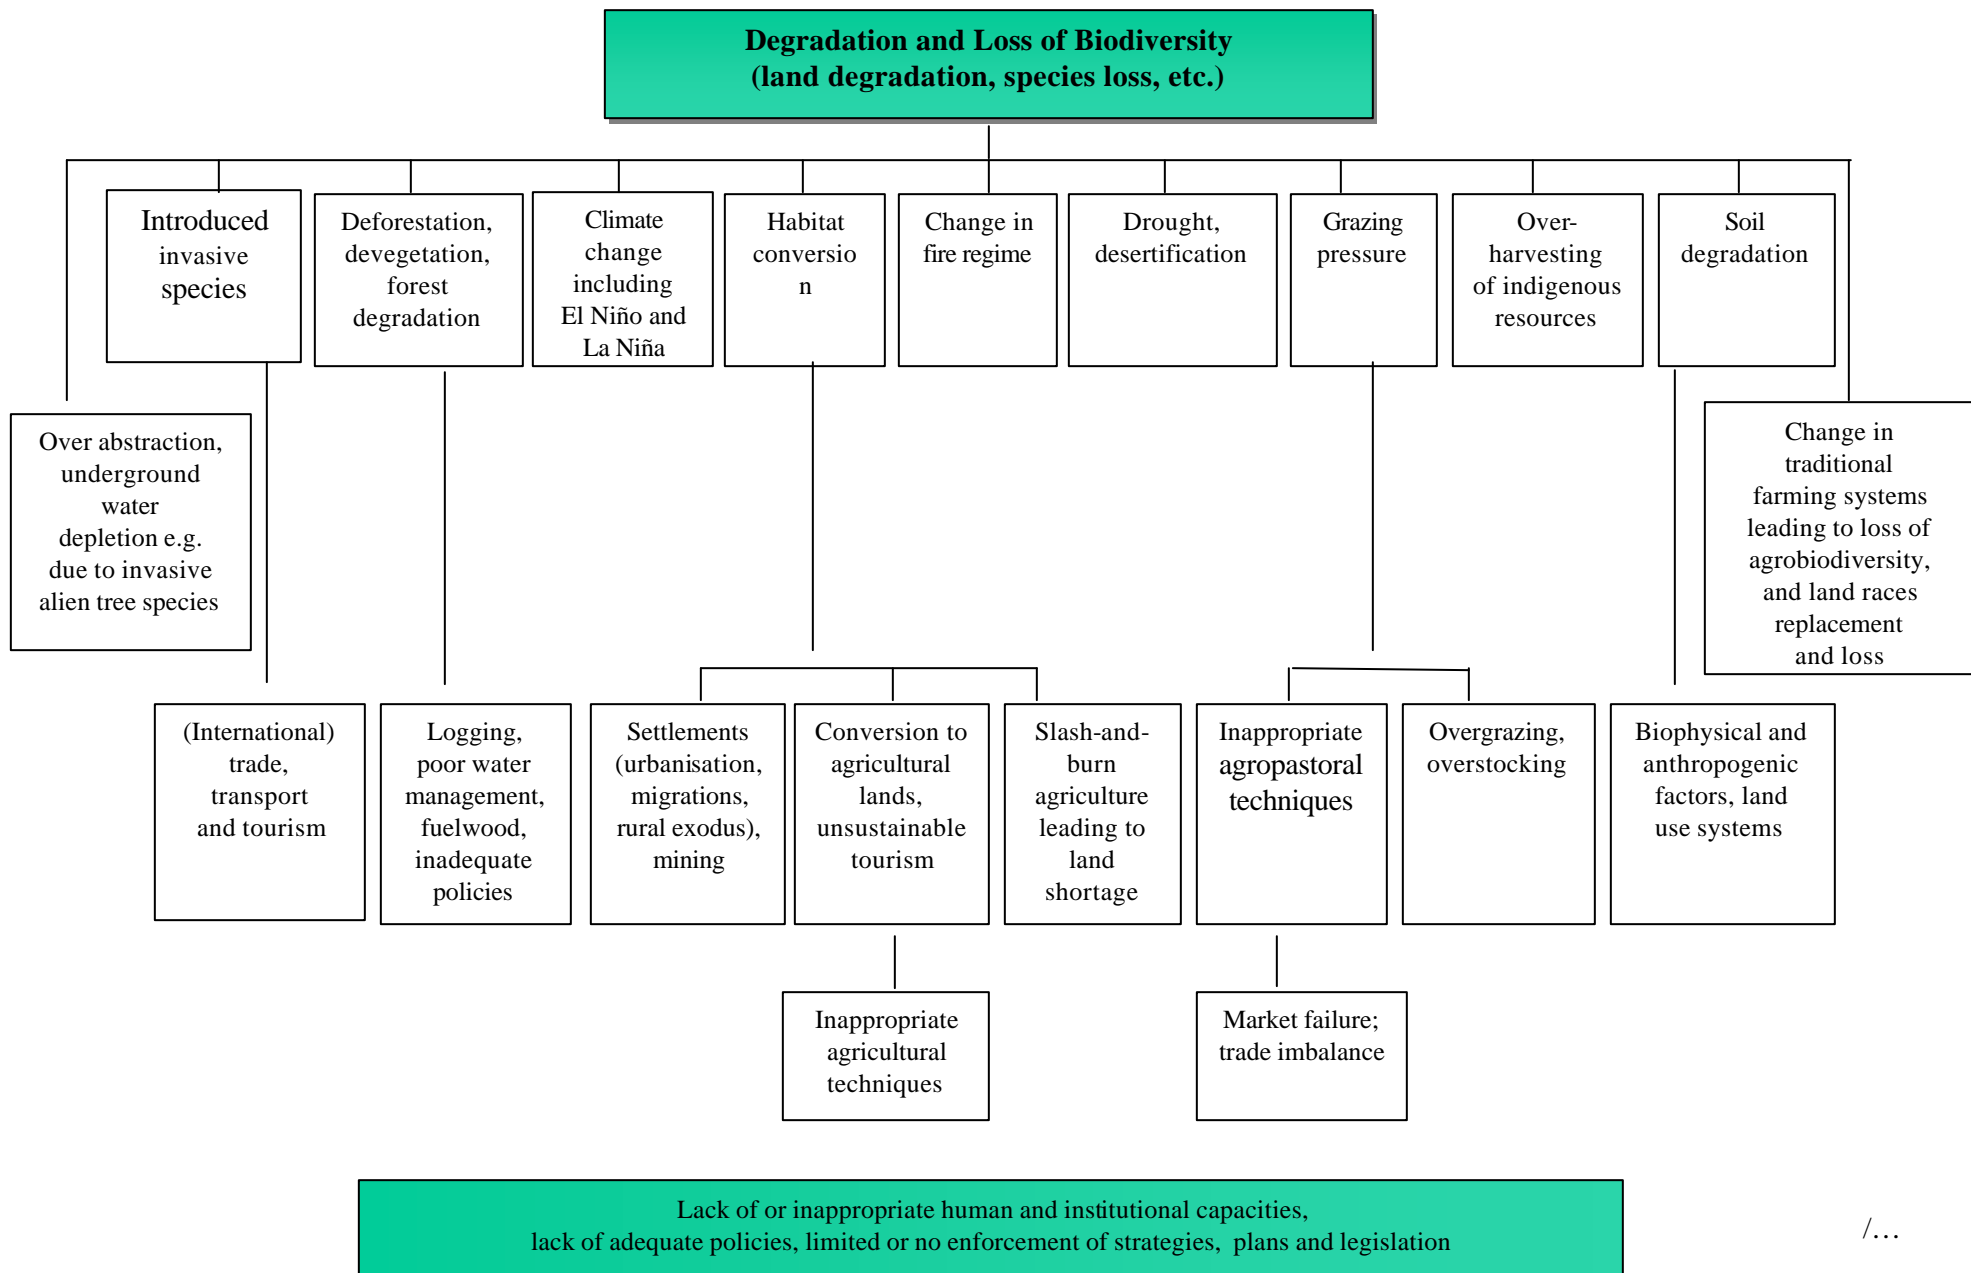 Degradation and Loss of Biodiversity
(land degradation, species loss, etc.)
Introduced
invasive
species
Deforestation,
devegetation,
forest
degradation
Climate
change
including
El Niño and
La Niña
Habitat
conversio
n
Change in
fire regime
Drought,
desertification
Grazing
pressure
Over-
harvesting
of indigenous
resources
Soil
degradation
Over abstraction,
underground
water
depletion e.g.
due to invasive
alien tree species
Change in
traditional
farming systems
leading to loss of
agrobiodiversity,
and land races
replacement
and loss
(International)
trade,
transport
and tourism
Logging,
poor water
management,
fuelwood,
inadequate
policies
Settlements
(urbanisation,
migrations,
rural exodus),
mining
Conversion to
agricultural
lands,
unsustainable
tourism
Slash-and-
burn
agriculture
leading to
land
shortage
Inappropriate
agropastoral
techniques
Overgrazing,
overstocking
Biophysical and
anthropogenic
factors, land
use systems
Inappropriate
agricultural
techniques
Market failure;
trade imbalance
Lack of or inappropriate human and institutional capacities,
lack of adequate policies, limited or no enforcement of strategies, plans and legislation
/…